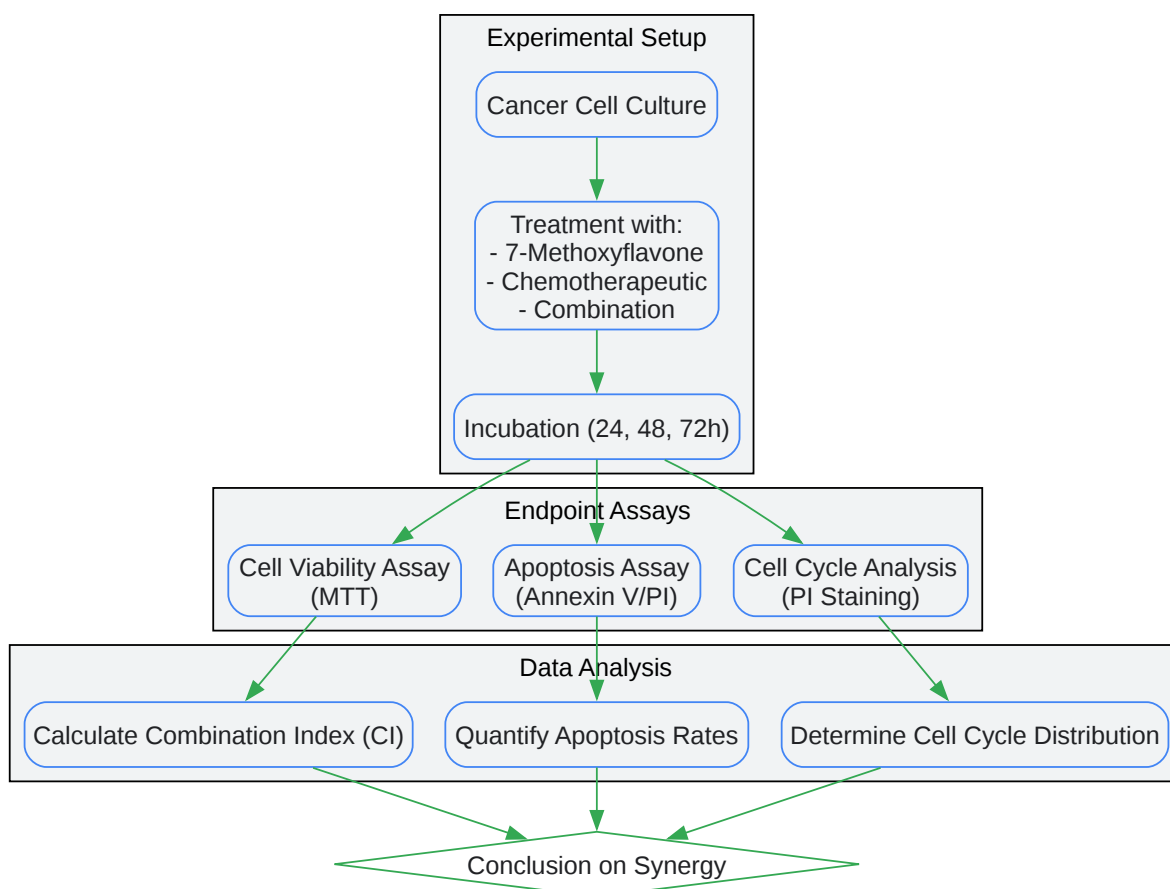 Experimental Setup
Cancer Cell Culture
Treatment with:
- 7-Methoxyflavone
- Chemotherapeutic
- Combination
Incubation (24, 48, 72h)
Endpoint Assays
Cell Viability Assay
(MTT)
Apoptosis Assay
(Annexin V/PI)
Cell Cycle Analysis
(PI Staining)
Data Analysis
Calculate Combination Index (CI)
Quantify Apoptosis Rates
Determine Cell Cycle Distribution
Conclusion on Synergy